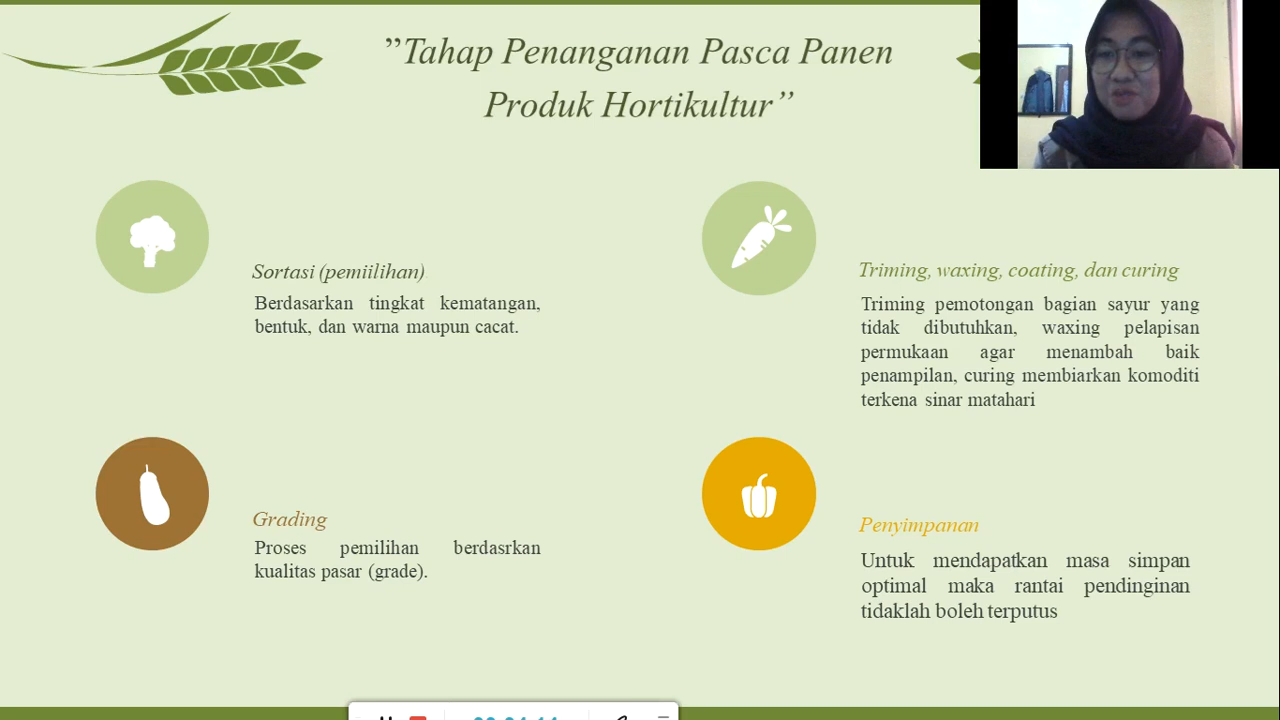 ”Tahap Penanganan Pasca Panen
Produk Hortikultur”
Sortasi (pemiilihan)
Berdasarkan tingkat kematangan,
bentuk, dan warna maupun cacat.
Triming, waxing, coating, dan curing
Triming pemotongan bagian sayur yang
tidak dibutuhkan, waxing pelapisan
permukaan agar menambah baik
penampilan, curing membiarkan komoditi
terkena sinar matahari
Grading
Proses pemilihan berdasrkan
kualitas pasar (grade).
Penyimpanan
Untuk mendapatkan masa simpan
optimal maka rantai pendinginan
tidaklah boleh terputus